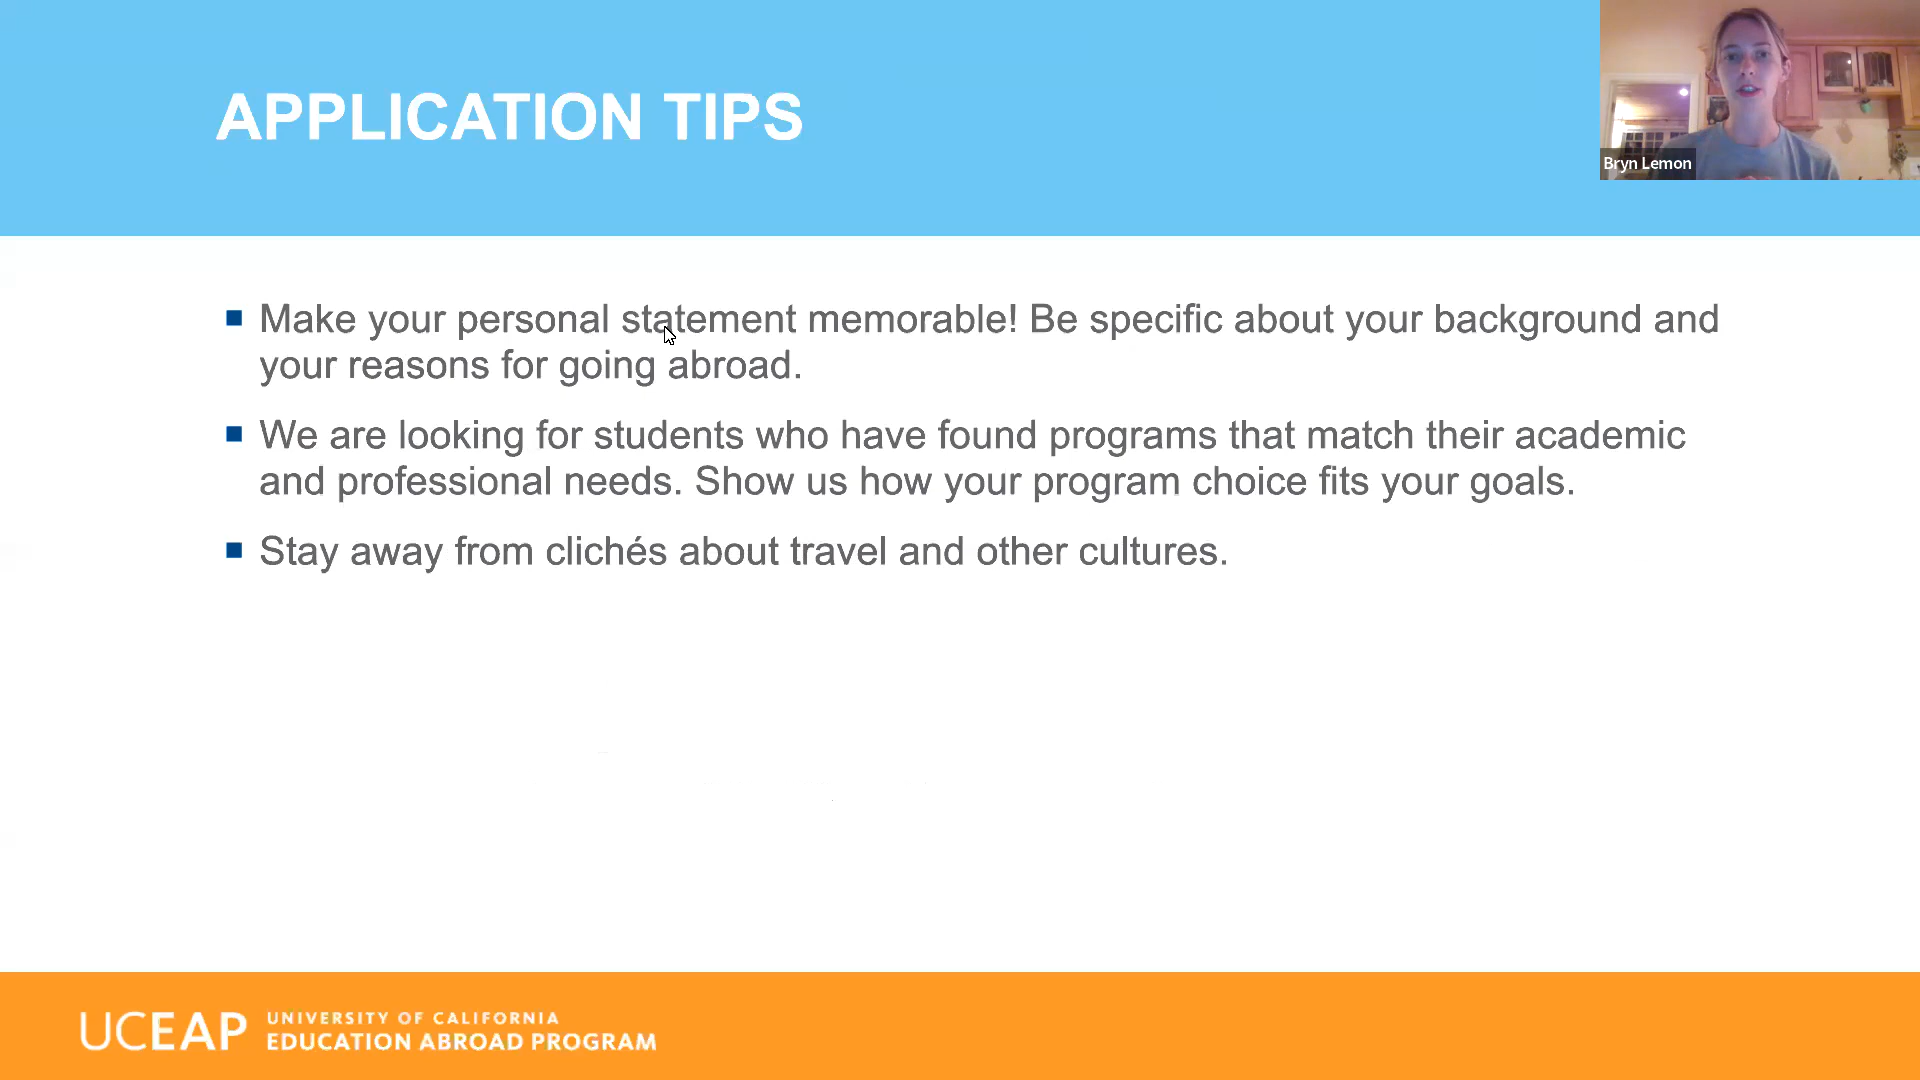 APPLICATION TIPS
Bryn Lemon
■ Make your personal statement memorable! Be specific about your background and
your reasons for going abroad.
■ We are looking for students who have found programs that match their academic
and professional needs. Show us how your program choice fits your goals.
■ Stay away from clichés about travel and other cultures.
UCEAP
UNIVERSITY OF CALIFORNIA
EDUCATION ABROAD PROGRAM